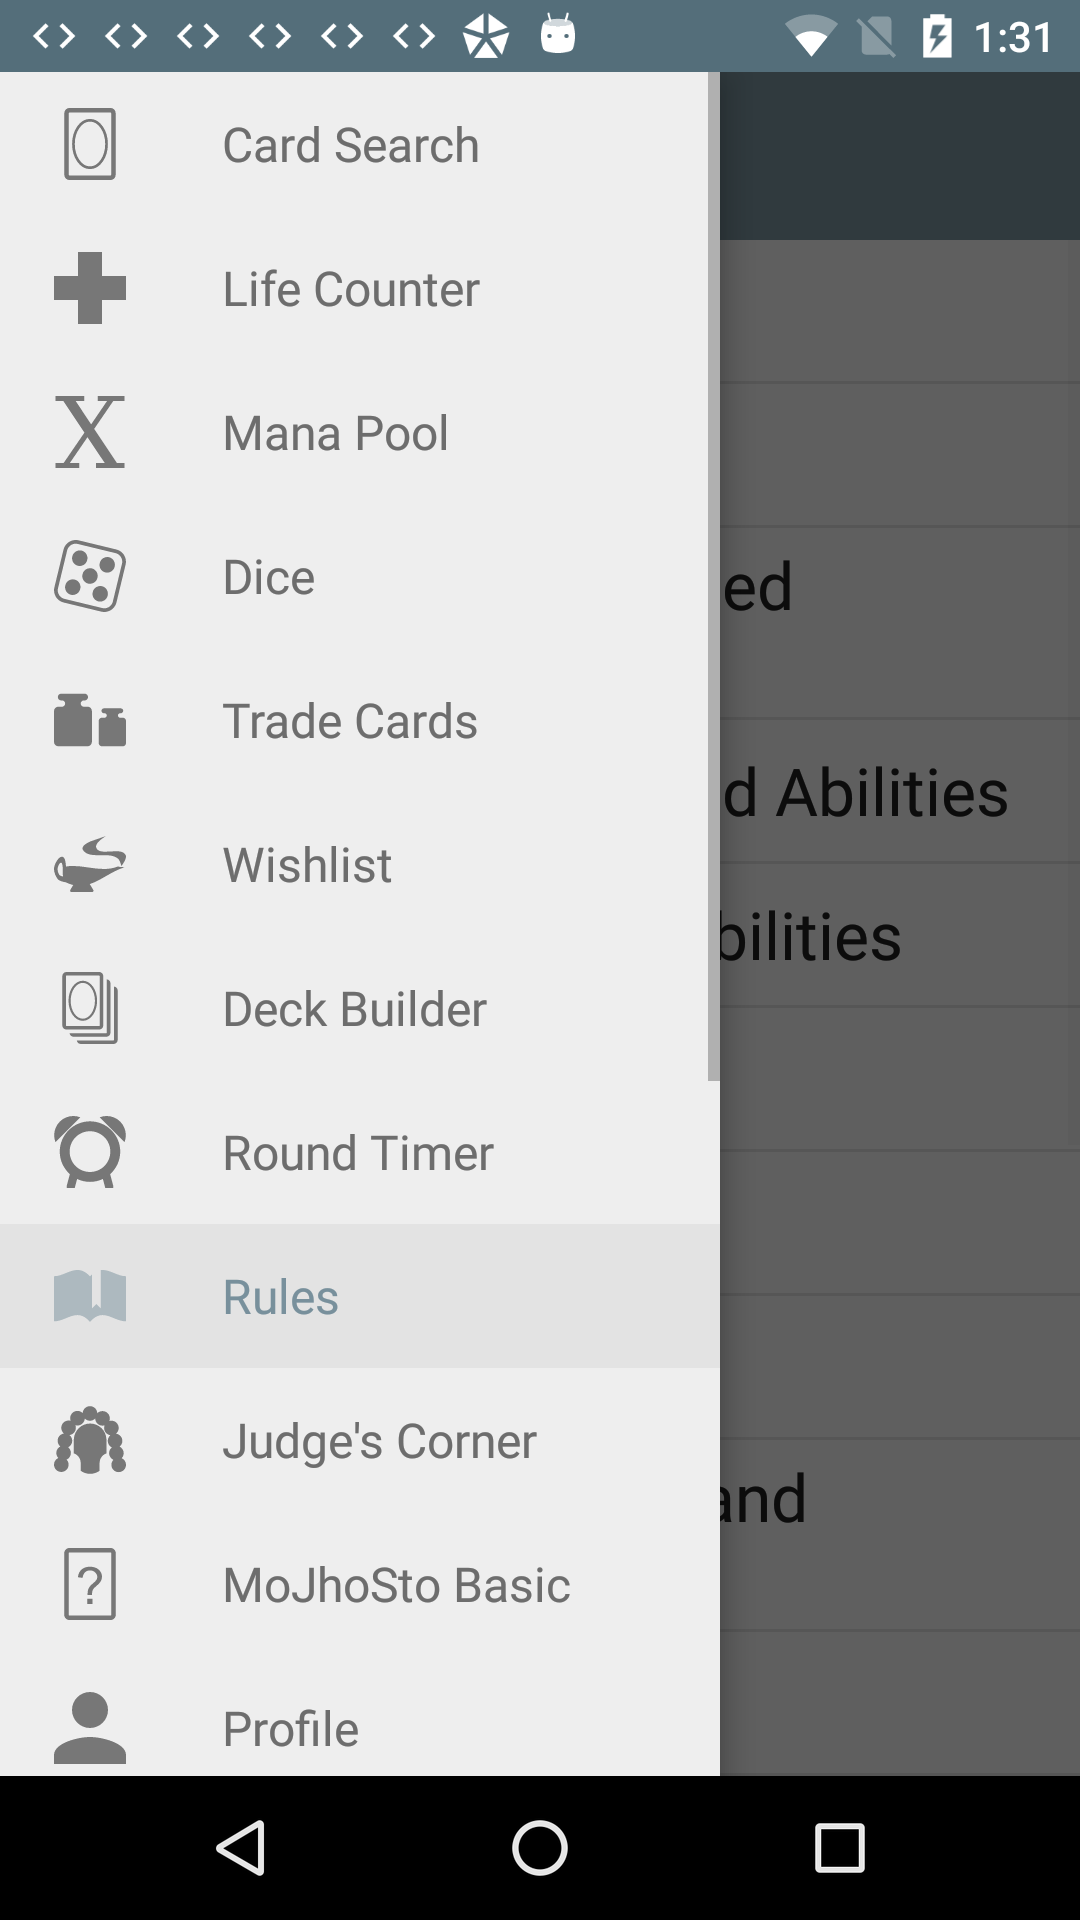 1:31
Card Search
Life Counter
Mana Pool
Dice
ed
Trade Cards
d Abilities
Wishlist
bilities
Deck Builder
Round Timer
Rules
Judge's Corner
and
MoJhoSto Basic
Profile